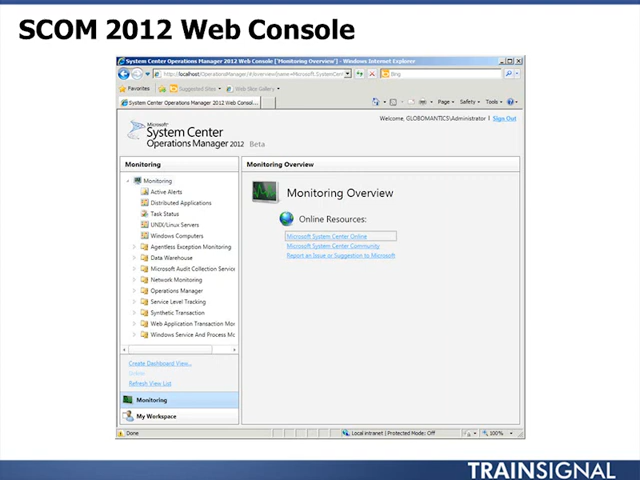 SCOM 2012 Web Console
System Center Operations Manager 2012 Web Console ['Monitoring Overview'] - Windows Internet Explorer
Bing
Favorites
Suggested Sites
Web Slice Gallery
System Center Operations Manager 2012 Web Consol...
Page
Safety
Tools
Welcome, GLOBOMANTICS\Administrator | Sign Out
Microsoft
System Center
Operations Manager 2012 Beta
Monitoring
Monitoring Overview
Monitoring
Active Alerts
Distributed Applications
Task Status
UNIX/Linux Servers
Windows Computers
Agentless Exception Monitoring
Data Warehouse
Microsoft Audit Collection Servic
Network Monitoring
Operations Manager
Service Level Tracking
Synthetic Transaction
Web Application Transaction Mon
Windows Service And Process Mo
Monitoring Overview
Online Resources:
Microsoft System Center Online
Microsoft System Center Community
Report an Issue or Suggestion to Microsoft
Create Dashboard View...
Refresh View List
Monitoring
My Workspace
Done
Local intranet | Protected Mode: Off
100%
TRAINSIGNAL